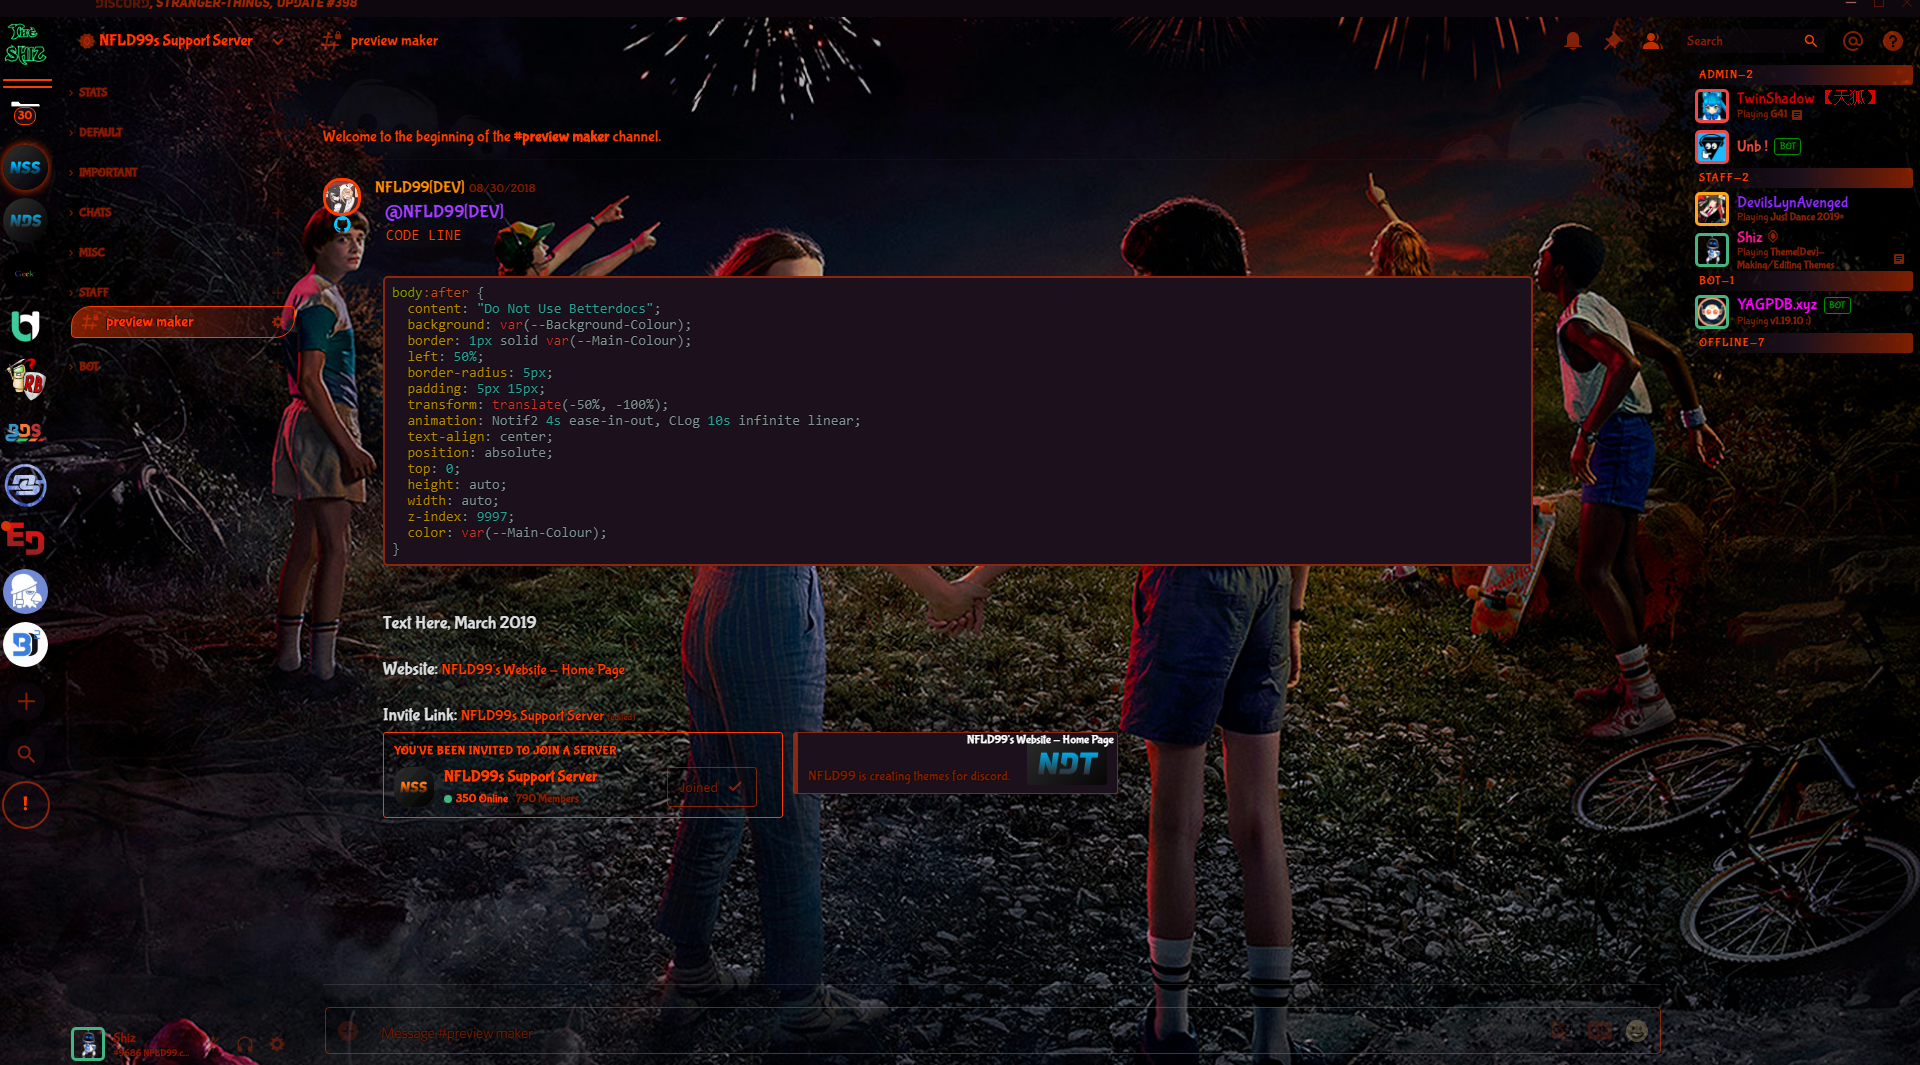 DISCORD, STRANGER-THINGS, UPDATE #398
The
SHIZ
NFLD99s Support Server
preview maker
Search
30
NSS
NDS
Geek
RB
BDS
ED
STATS
DEFAULT
IMPORTANT
CHATS
MISC
STAFF
preview maker
BOT
Welcome to the beginning of the #preview maker channel.
NFLD99[DEV] 08/30/2018
@NFLD99[DEV]
CODE LINE
body:after {
content: "Do Not Use Betterdocs";
background: var(--Background-Colour);
border: 1px solid var(--Main-Colour);
left: 50%;
border-radius: 5px;
padding: 5px 15px;
transform: translate(-50%, -100%);
animation: Notif2 4s ease-in-out, CLog 10s infinite linear;
text-align: center;
position: absolute;
top: 0;
height: auto;
width: auto;
z-index: 9997;
color: var(--Main-Colour);
}
Text Here, March 2019
Website: NFLD99's Website – Home Page
Invite Link: NFLD99s Support Server (edited)
YOU'VE BEEN INVITED TO JOIN A SERVER
NSS
NFLD99s Support Server
350 Online 790 Members
Joined
NFLD99's Website – Home Page
NFLD99 is creating themes for discord.
NDT
Message #preview maker
Shiz
#9686 NFLD99.c...
ADMIN—2
TwinShadow 【天狐】
Playing G41
Unb ! BOT
STAFF—2
DevilsLynAvenged
Playing Just Dance 2019®
Shiz
Playing Theme[Dev]–
Making/Editing Themes
BOT—1
YAGPDB.xyz BOT
Playing v1.19.10 :)
OFFLINE—7